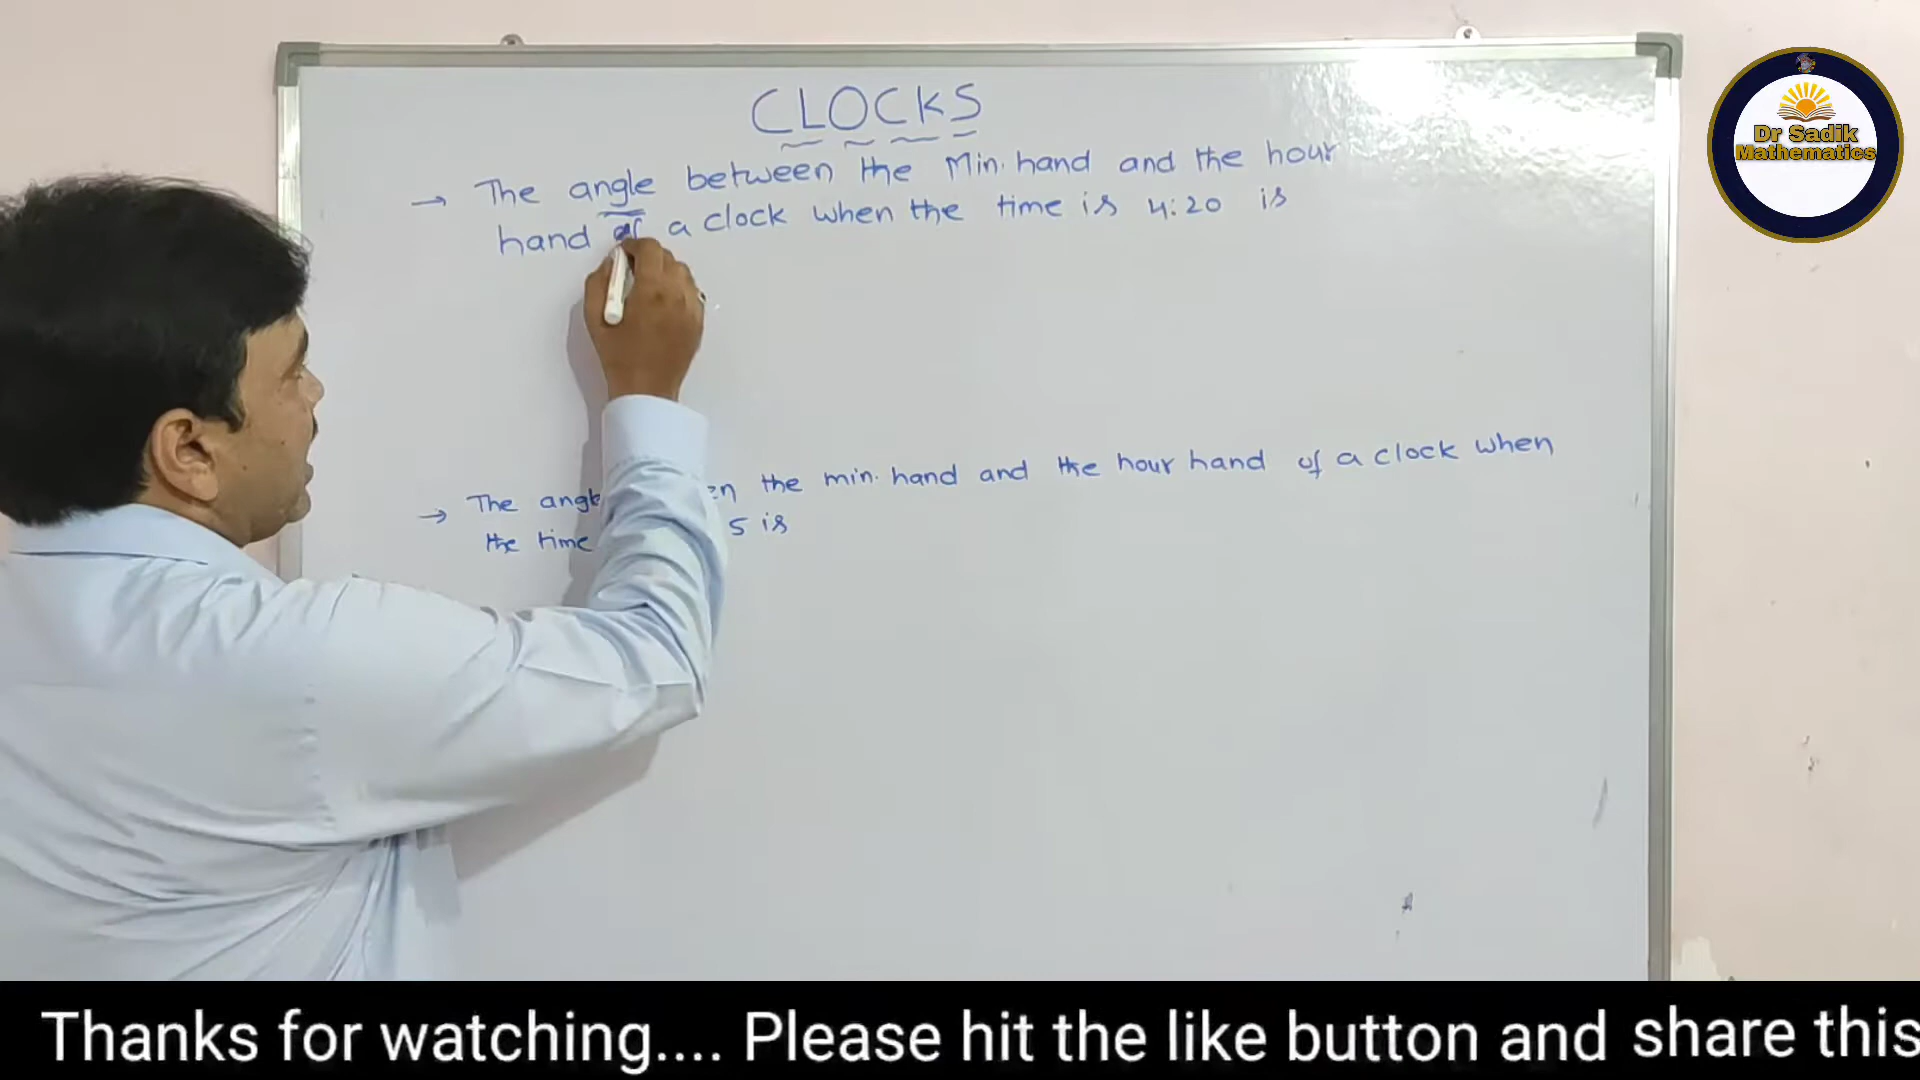 CLOCKS
→ The angle between the Min. hand and the hour
hand of a clock when the time is 4:20 is
→ The the min. hand and the hour hand of a clock when
the time 5 is
Dr Sadik
Mathematics
Thanks for watching.... Please hit the like button and share this